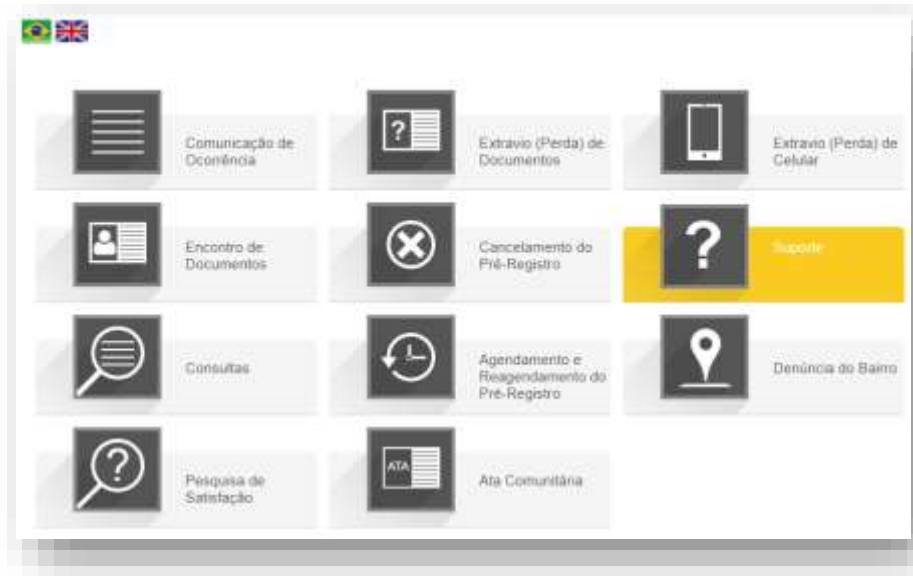 Comunicação de
Ocorrência
?
Extravio (Perda) de
Documentos
Extravio (Perda) de
Celular
Encontro de
Documentos
Cancelamento do
Pré-Registro
?
Suporte
Consultas
Agendamento e
Reagendamento do
Pré-Registro
Denúncia do Bairro
?
Pesquisa de
Satisfação
ATA
Ata Comunitária